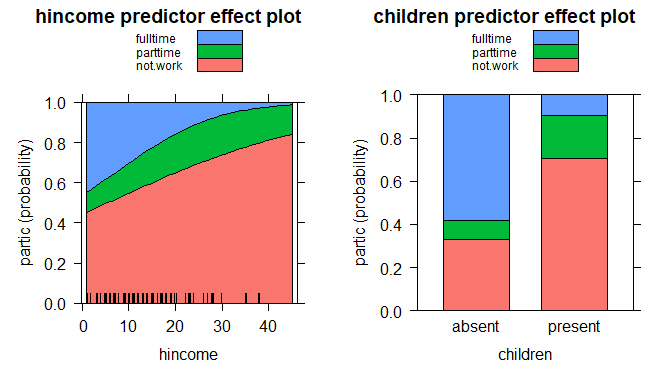 hincome predictor effect plot
fulltime
parttime
not.work
1.0
0.8
0.6
0.4
0.2
0.0
partic (probability)
0 10 20 30 40
hincome
children predictor effect plot
fulltime
parttime
not.work
1.0
0.8
0.6
0.4
0.2
0.0
partic (probability)
absent present
children